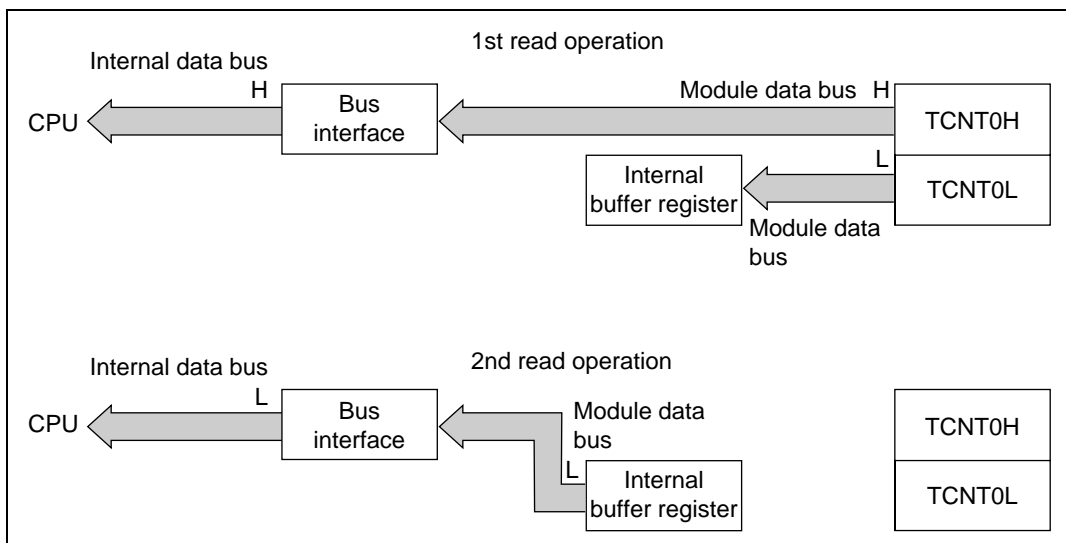 1st read operation
Internal data bus
H
Module data bus H
CPU
Bus
interface
TCNT0H
L
Internal
buffer register
TCNT0L
Module data
bus
2nd read operation
Internal data bus
L
CPU
Bus
interface
Module data
bus
TCNT0H
L
Internal
buffer register
TCNT0L